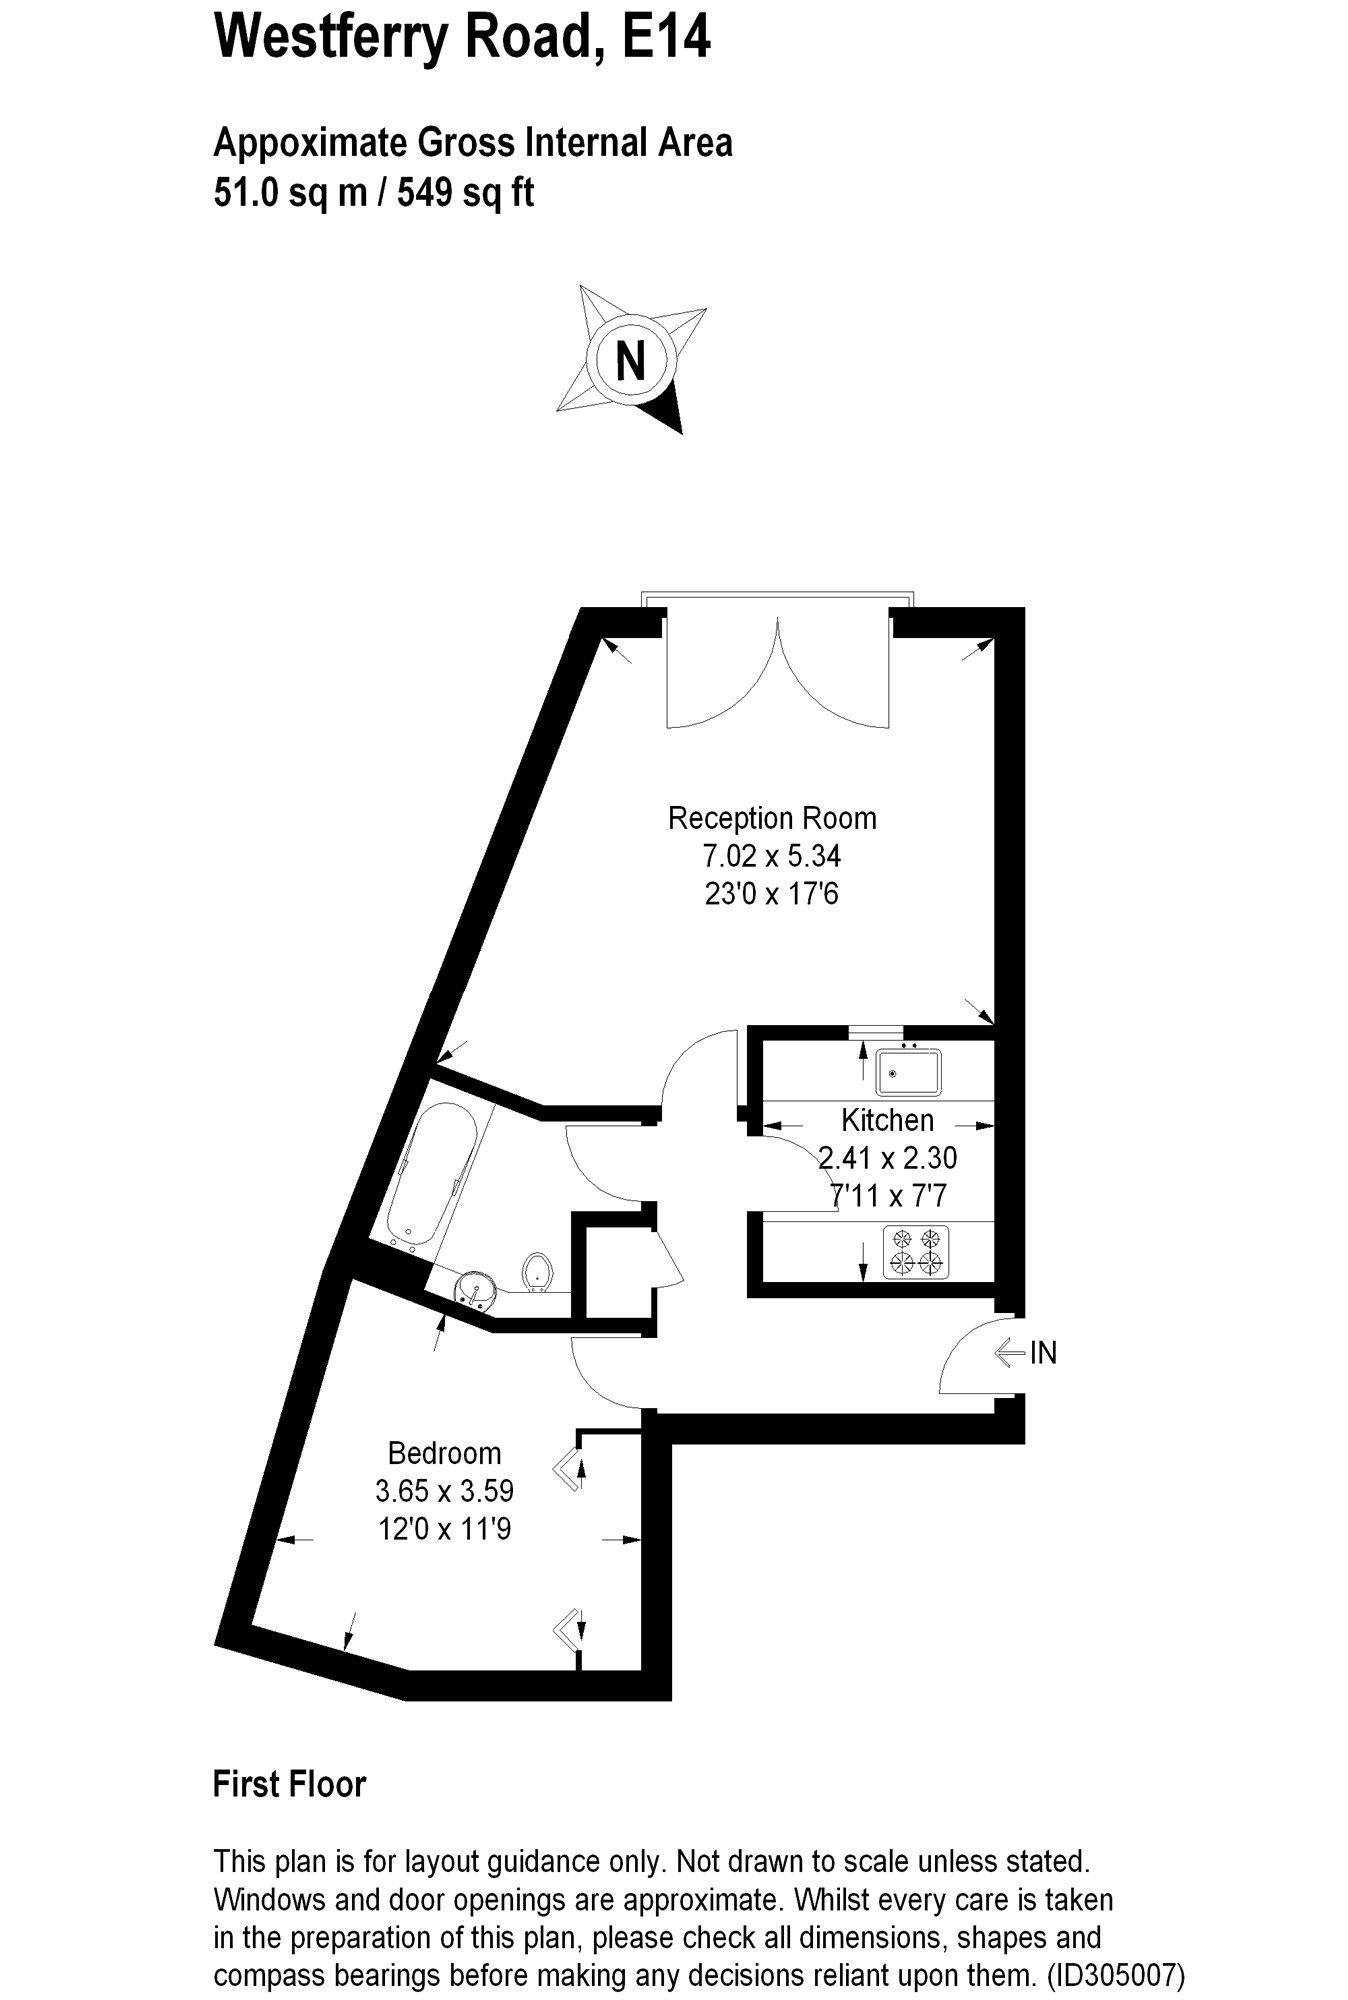 Westferry Road, E14
Appoximate Gross Internal Area
51.0 sq m / 549 sq ft
N
Reception Room
7.02 x 5.34
23'0 x 17'6
Kitchen
2.41 x 2.30
7'11 x 7'7
IN
Bedroom
3.65 x 3.59
12'0 x 11'9
First Floor
This plan is for layout guidance only. Not drawn to scale unless stated.
Windows and door openings are approximate. Whilst every care is taken
in the preparation of this plan, please check all dimensions, shapes and
compass bearings before making any decisions reliant upon them. (ID305007)